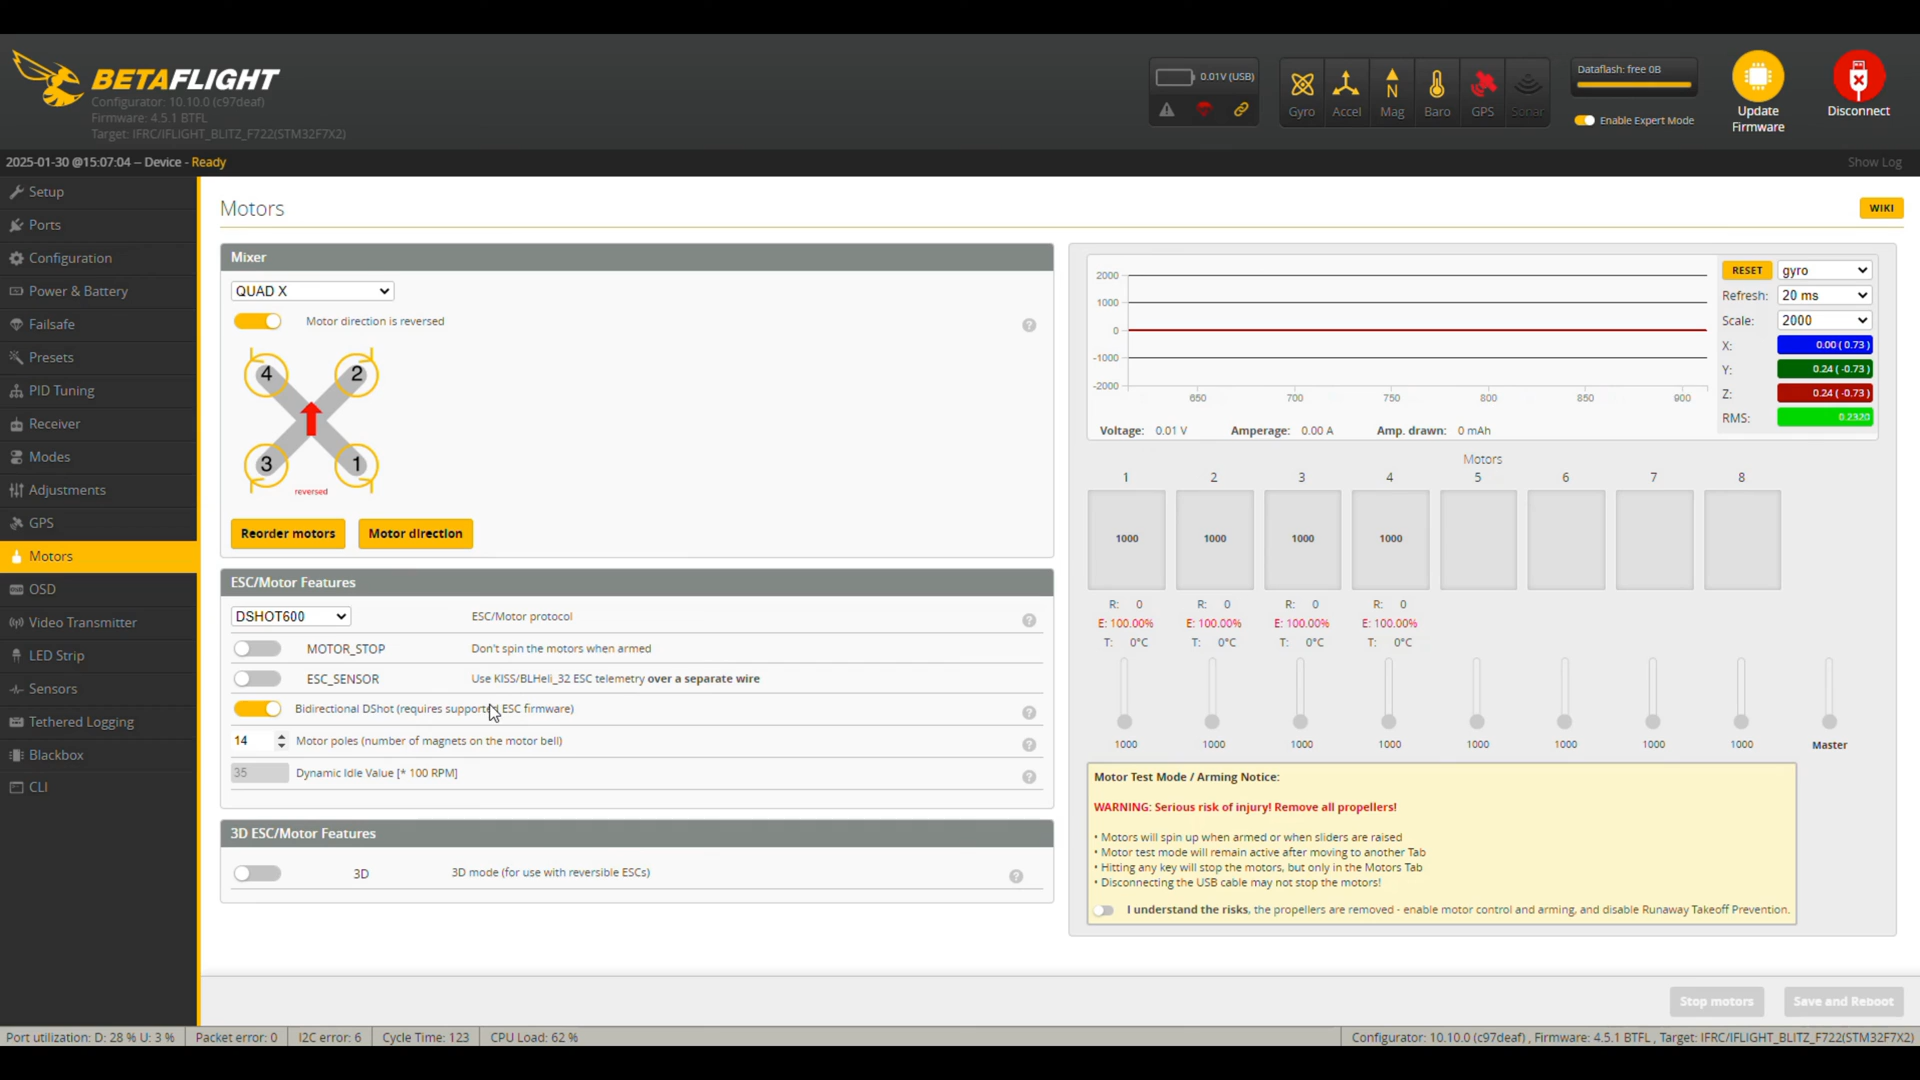 BETAFLIGHT
Configurator: 10.10.0 (c97deaf)
Firmware: 4.5.1 BTFL
Target: IFRC/IFLIGHT_BLITZ_F722(STM32F7X2)
0.01V (USB)
Gyro
Accel
Mag
Baro
GPS
Sonar
Dataflash: free 0B
Enable Expert Mode
Update
Firmware
Disconnect
2025-01-30 @15:07:04 -- Device - Ready
Show Log
Setup
Ports
Configuration
Power & Battery
Failsafe
Presets
PID Tuning
Receiver
Modes
Adjustments
GPS
Motors
OSD
Video Transmitter
LED Strip
Sensors
Tethered Logging
Blackbox
CLI
Motors
WIKI
Mixer
QUAD X
Motor direction is reversed
4 2
3 1
reversed
Reorder motors Motor direction
ESC/Motor Features
DSHOT600 ESC/Motor protocol
MOTOR_STOP Don't spin the motors when armed
ESC_SENSOR Use KISS/BLHeli_32 ESC telemetry over a separate wire
Bidirectional DShot (requires supported ESC firmware)
14 Motor poles (number of magnets on the motor bell)
35 Dynamic Idle Value [* 100 RPM]
3D ESC/Motor Features
3D 3D mode (for use with reversible ESCs)
2000
1000
0
-1000
-2000
650 700 750 800 850 900
RESET gyro
Refresh: 20 ms
Scale: 2000
X: 0.00 ( 0.73 )
Y: 0.24 ( -0.73 )
Z: 0.24 ( -0.73 )
RMS: 0.2320
Voltage: 0.01 V Amperage: 0.00 A Amp. drawn: 0 mAh
Motors
1 2 3 4 5 6 7 8
1000 1000 1000 1000
R: 0 R: 0 R: 0 R: 0
E: 100.00% E: 100.00% E: 100.00% E: 100.00%
T: 0°C T: 0°C T: 0°C T: 0°C
1000 1000 1000 1000 1000 1000 1000 1000 Master
Motor Test Mode / Arming Notice:
WARNING: Serious risk of injury! Remove all propellers!
• Motors will spin up when armed or when sliders are raised
• Motor test mode will remain active after moving to another Tab
• Hitting any key will stop the motors, but only in the Motors Tab
• Disconnecting the USB cable may not stop the motors!
I understand the risks, the propellers are removed - enable motor control and arming, and disable Runaway Takeoff Prevention.
Stop motors Save and Reboot
Port utilization: D: 28 % U: 3 % Packet error: 0 I2C error: 6 Cycle Time: 123 CPU Load: 62 % Configurator: 10.10.0 (c97deaf) , Firmware: 4.5.1 BTFL , Target: IFRC/IFLIGHT_BLITZ_F722(STM32F7X2)